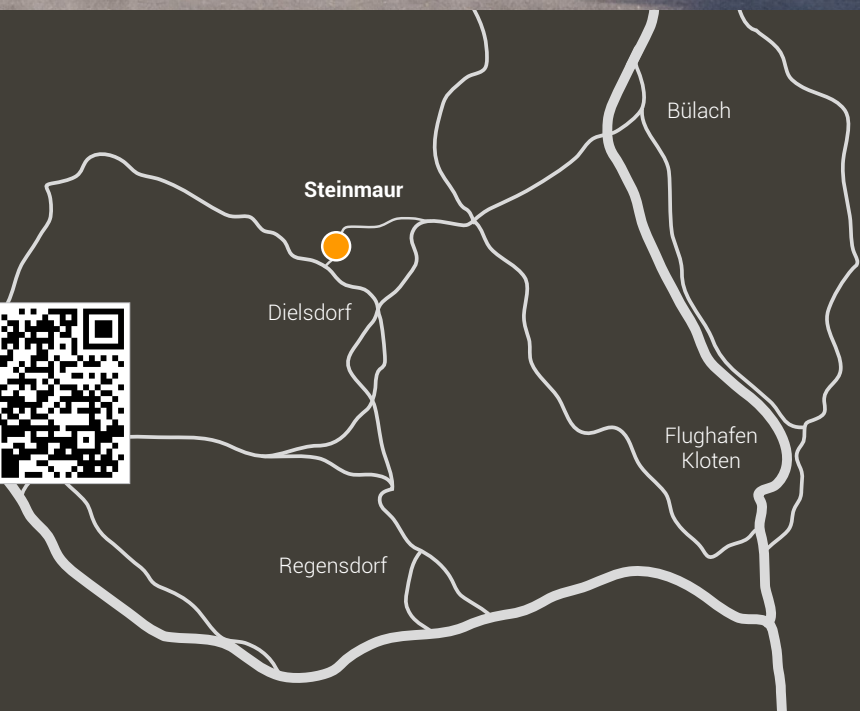 Bülach
Steinmaur
Dielsdorf
Flughafen
Kloten
Regensdorf